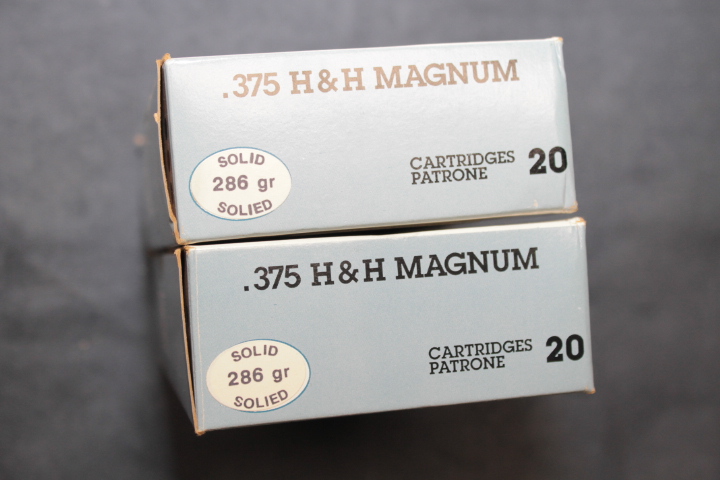 .375 H&H MAGNUM
SOLID
286 gr
SOLIED
CARTRIDGES 20
PATRONE
.375 H&H MAGNUM
SOLID
286 gr
SOLIED
CARTRIDGES 20
PATRONE